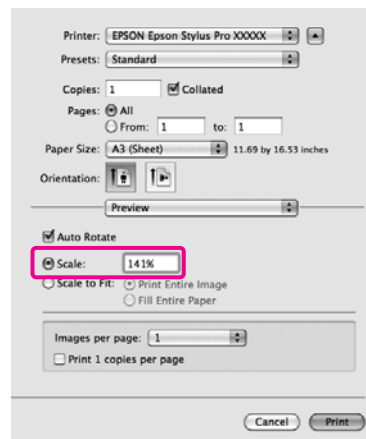 Printer: EPSON Epson Stylus Pro XXXXX
Presets: Standard
Copies: 1 Collated
Pages: All
From: 1 to: 1
Paper Size: A3 (Sheet) 11.69 by 16.53 inches
Orientation:
Preview
Auto Rotate
Scale: 141%
Scale to Fit: Print Entire Image
Fill Entire Paper
Images per page: 1
Print 1 copies per page
Cancel Print